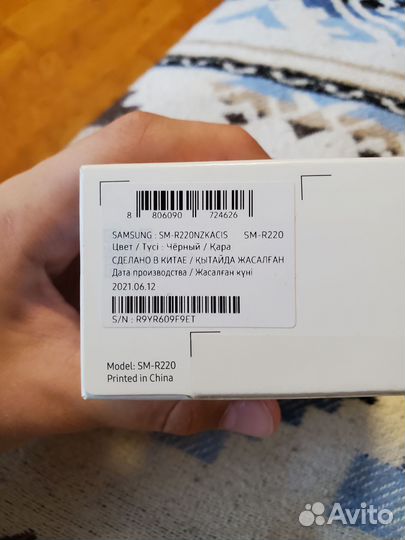 8 806090 724626
SAMSUNG : SM-R220NZKACIS SM-R220
Цвет / Түсі : Чёрный / Қара
СДЕЛАНО В КИТАЕ / ҚЫТАЙДА ЖАСАЛҒАН
Дата производства / Жасалған күні
2021.06.12
S/N : R9YR609F9ET
Model: SM-R220
Printed in China
Avito